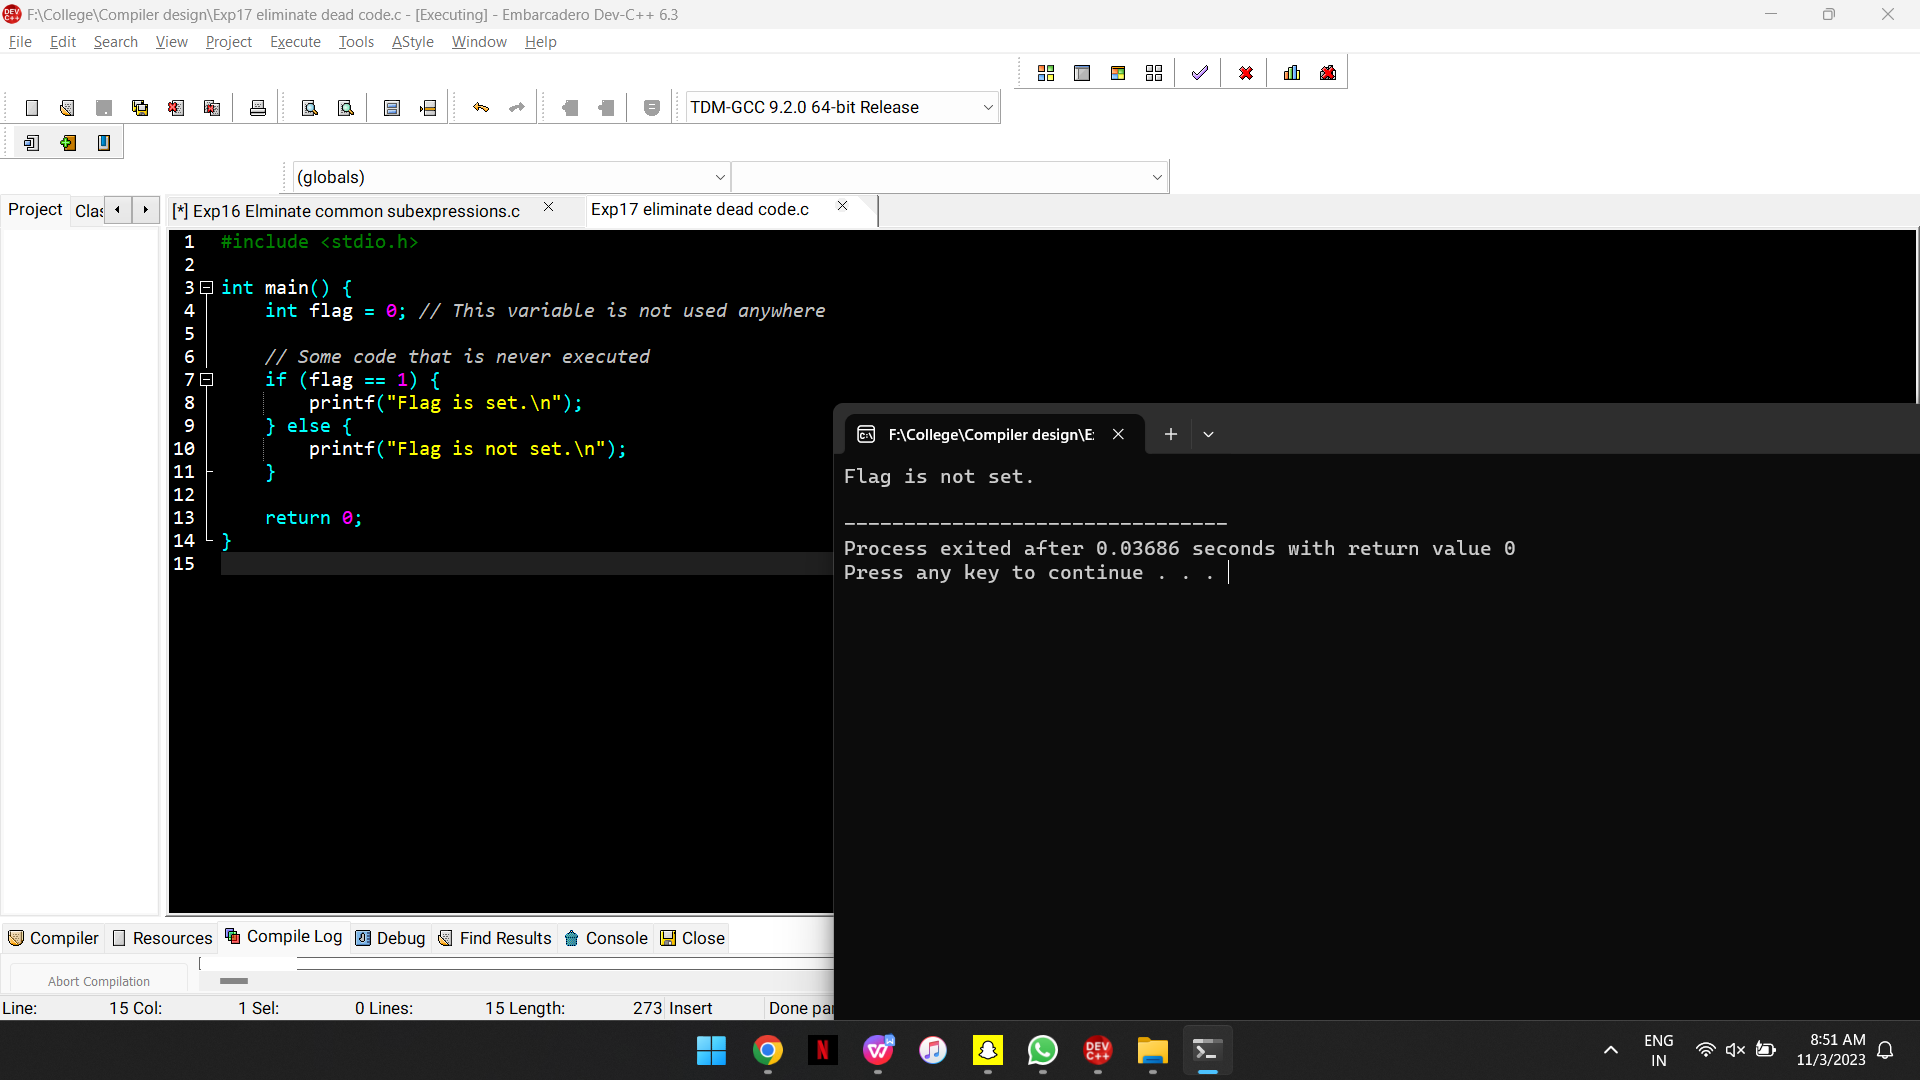 F:\College\Compiler design\Exp17 eliminate dead code.c - [Executing] - Embarcadero Dev-C++ 6.3
File Edit Search View Project Execute Tools AStyle Window Help
TDM-GCC 9.2.0 64-bit Release
(globals)
Project Clas
[*] Exp16 Elminate common subexpressions.c Exp17 eliminate dead code.c
1 #include <stdio.h>
2
3 int main() {
4 int flag = 0; // This variable is not used anywhere
5
6 // Some code that is never executed
7 if (flag == 1) {
8 printf("Flag is set.\n");
9 } else {
10 printf("Flag is not set.\n");
11 }
12
13 return 0;
14 }
15
F:\College\Compiler design\E
Flag is not set.
--------------------------------
Process exited after 0.03686 seconds with return value 0
Press any key to continue . . .
Compiler Resources Compile Log Debug Find Results Console Close
Abort Compilation
Line: 15 Col: 1 Sel: 0 Lines: 15 Length: 273 Insert Done par
DEV C++
ENG
IN
8:51 AM
11/3/2023